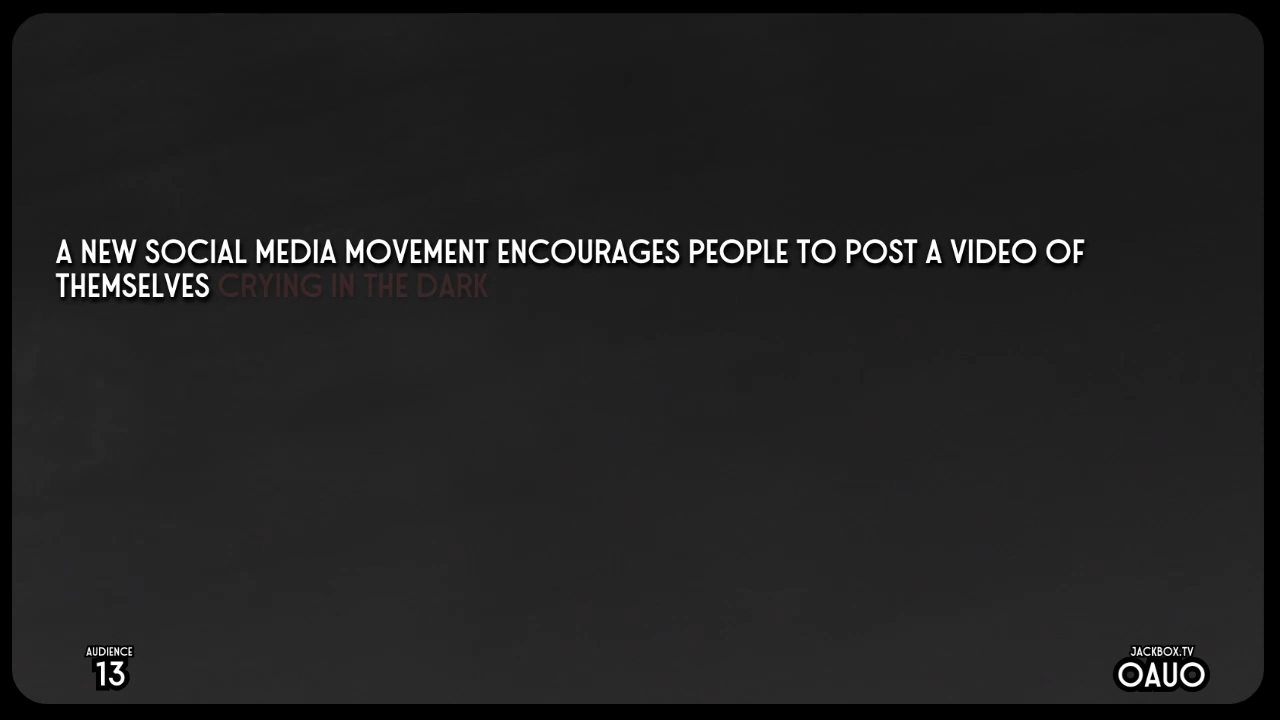 A NEW SOCIAL MEDIA MOVEMENT ENCOURAGES PEOPLE TO POST A VIDEO OF
THEMSELVES CRYING IN THE DARK
AUDIENCE
13
JACKBOX.TV
OAUO